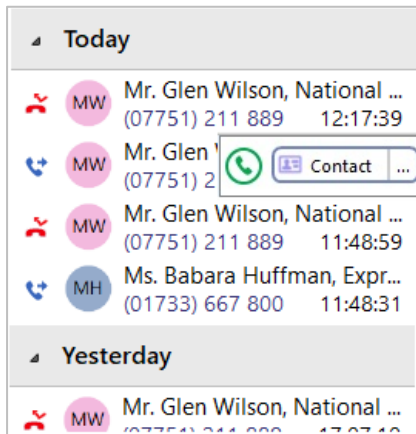 Today
MW Mr. Glen Wilson, National ...
(07751) 211 889 12:17:39
MW Mr. Glen
(07751) 2
Contact ...
MW Mr. Glen Wilson, National ...
(07751) 211 889 11:48:59
MH Ms. Babara Huffman, Expr...
(01733) 667 800 11:48:31
Yesterday
MW Mr. Glen Wilson, National ...